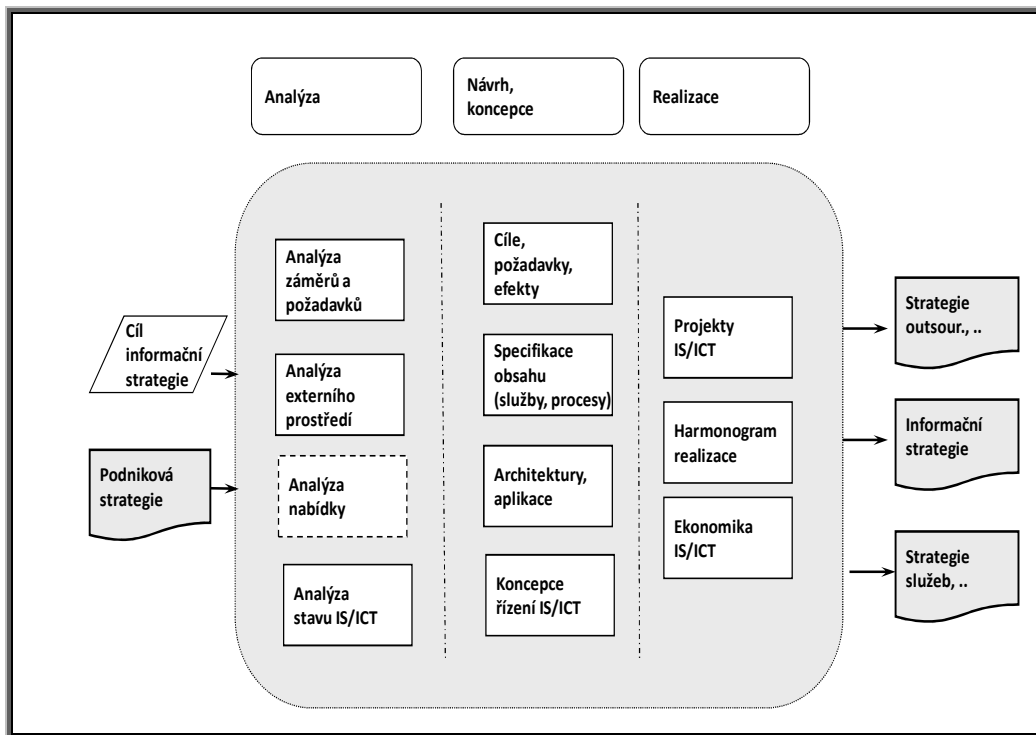 Analýza
Návrh,
koncepce
Realizace
Cíl
informační
strategie
Podniková
strategie
Analýza
záměrů a
požadavků
Analýza
externího
prostředí
Analýza
nabídky
Analýza
stavu IS/ICT
Cíle,
požadavky,
efekty
Specifikace
obsahu
(služby, procesy)
Architektury,
aplikace
Koncepce
řízení IS/ICT
Projekty
IS/ICT
Harmonogram
realizace
Ekonomika
IS/ICT
Strategie
outsour., ..
Informační
strategie
Strategie
služeb, ..